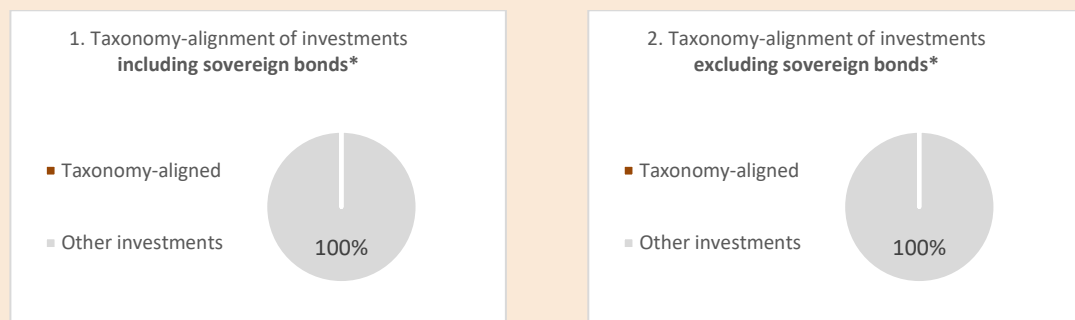 1. Taxonomy-alignment of investments
including sovereign bonds*
Taxonomy-aligned
Other investments
100%
2. Taxonomy-alignment of investments
excluding sovereign bonds*
Taxonomy-aligned
Other investments
100%